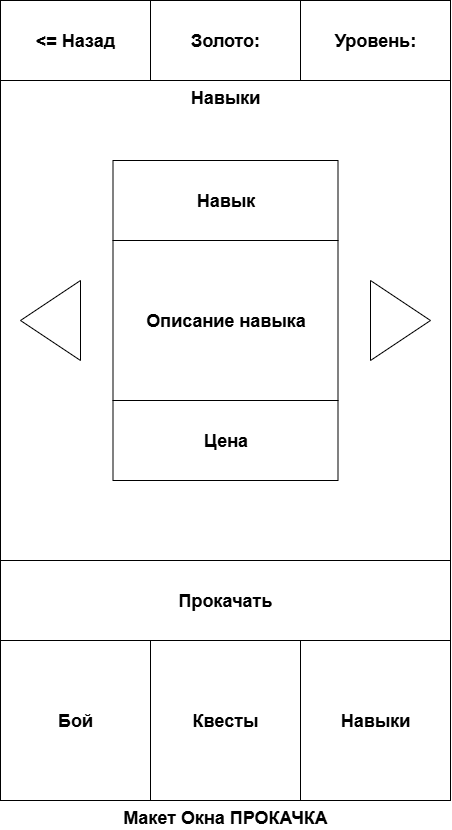 <= Назад
Золото:
Уровень:
Навыки
Навык
Описание навыка
Цена
Прокачать
Бой
Квесты
Навыки
Макет Окна ПРОКАЧКА